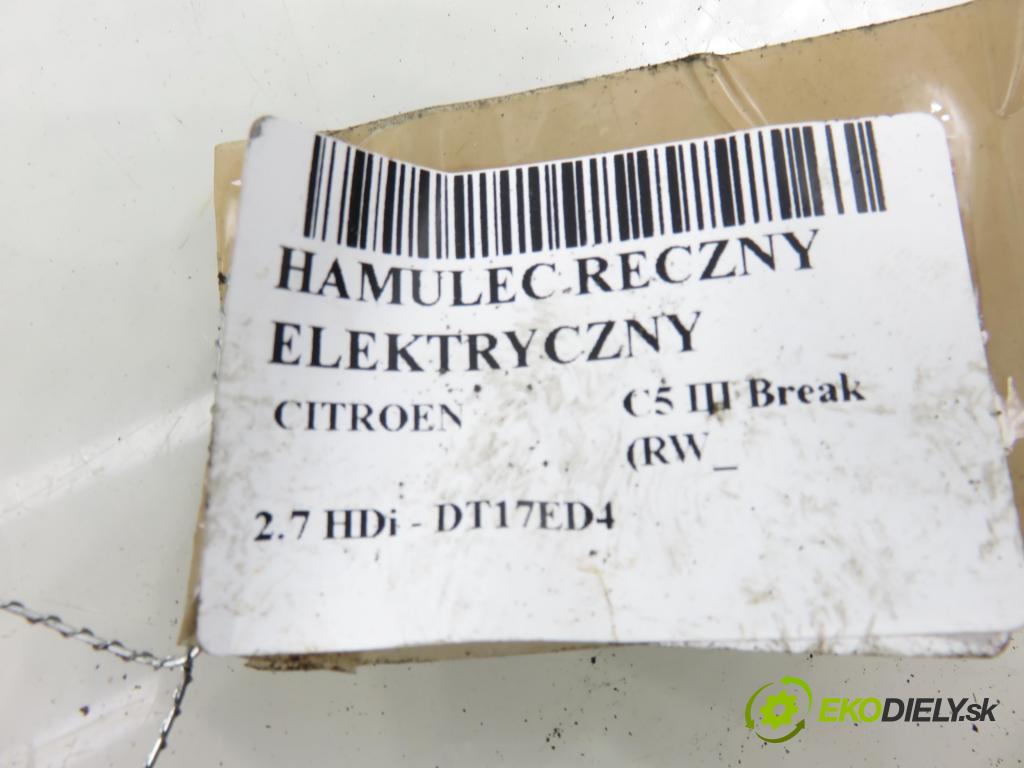 HAMULEC RECZNY
ELEKTRYCZNY
CITROEN C5 III Break
(RW_
2.7 HDi - DT17ED4
EKODIELY.sk